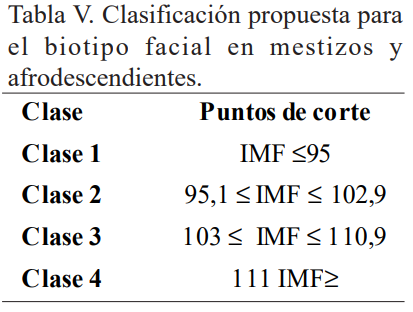 Tabla V. Clasificación propuesta para
el biotipo facial en mestizos y
afrodescendientes.
Clase Puntos de corte
Clase 1 IMF ≤95
Clase 2 95,1 ≤ IMF ≤ 102,9
Clase 3 103 ≤ IMF ≤ 110,9
Clase 4 111 IMF≥